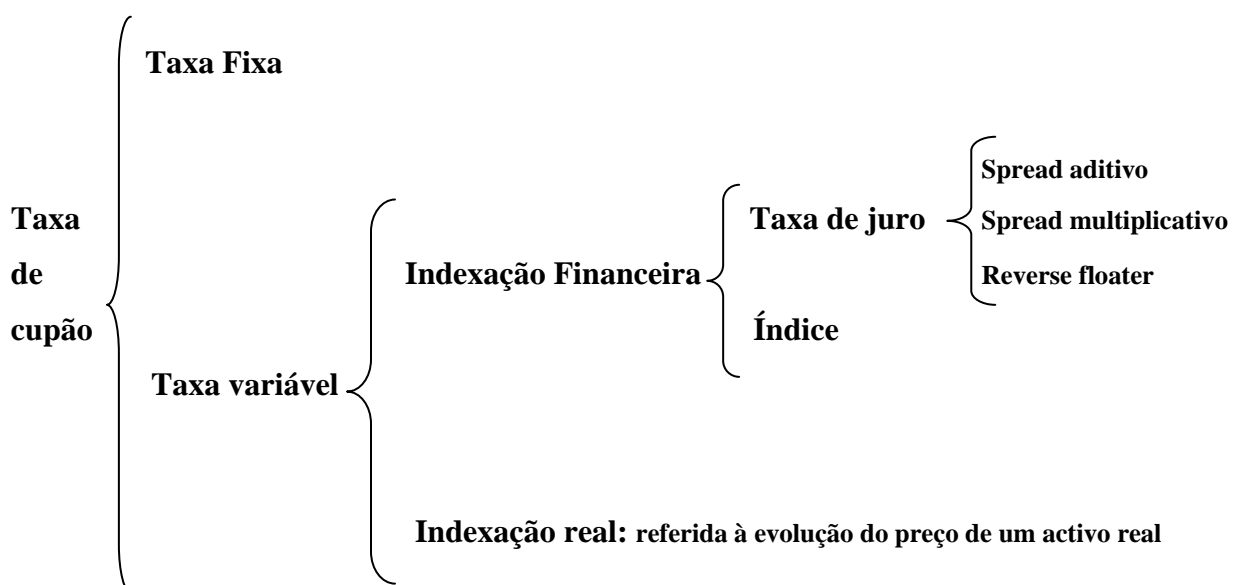 Taxa
de
cupão
Taxa Fixa
Taxa variável
Indexação Financeira
Taxa de juro
Spread aditivo
Spread multiplicativo
Reverse floater
Índice
Indexação real: referida à evolução do preço de um activo real